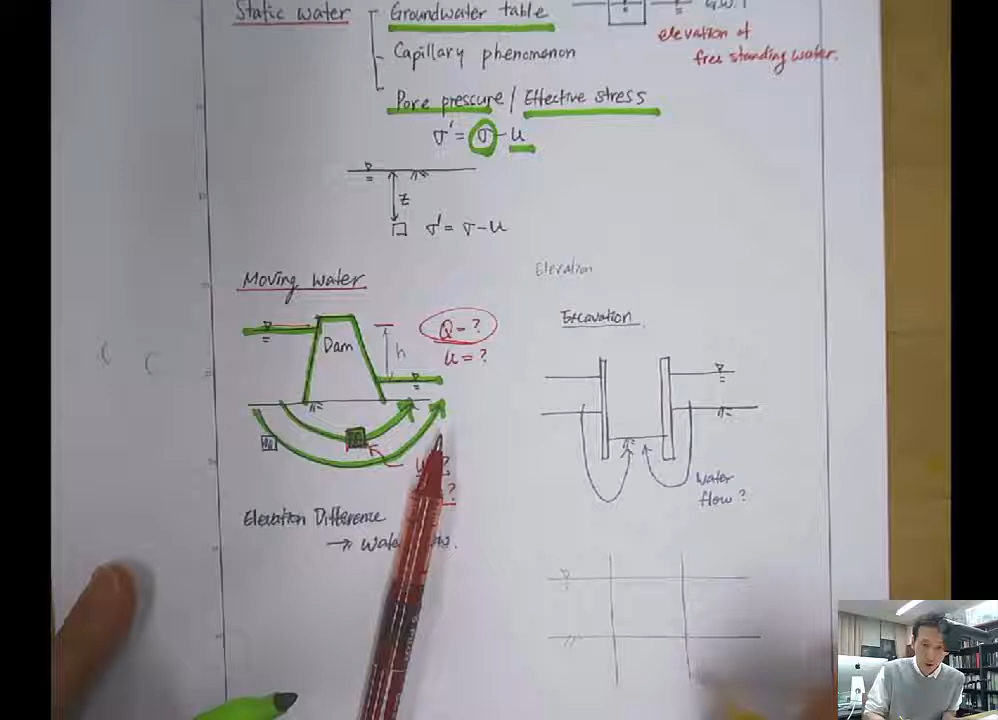 Static water
Groundwater table
G.W.T
elevation of
free standing water.
Capillary phenomenon
Pore pressure / Effective stress
σ' = σ - u
z
σ' = σ - u
Moving water
Elevation
Excavation
Dam
h
Q = ?
u = ?
?
?
Water
flow?
Elevation Difference
→ Wate